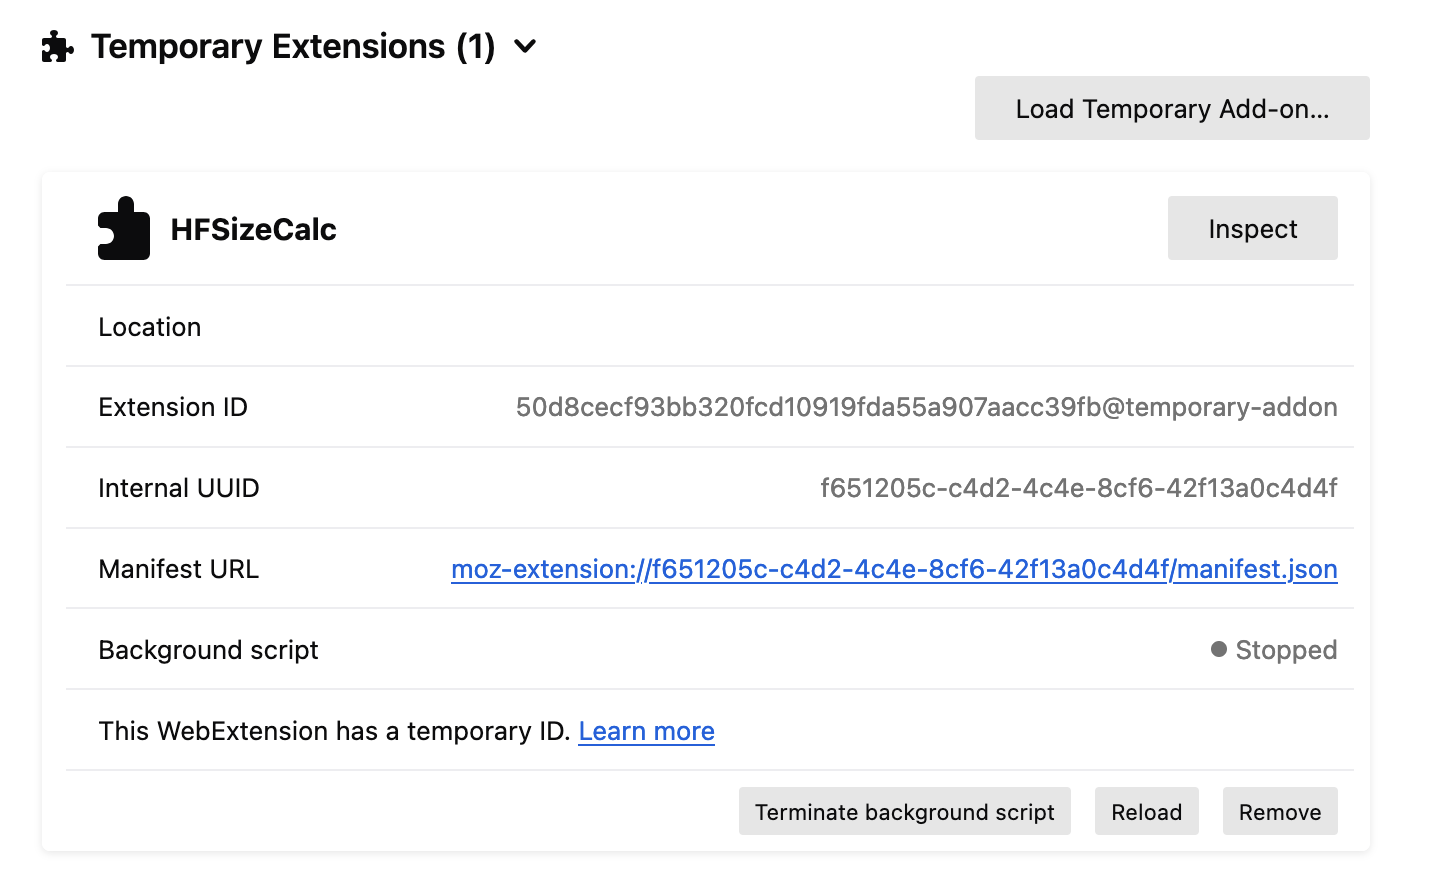 Temporary Extensions (1)
Load Temporary Add-on...
HFSizeCalc
Inspect
Location
Extension ID 50d8cecf93bb320fcd10919fda55a907aacc39fb@temporary-addon
Internal UUID f651205c-c4d2-4c4e-8cf6-42f13a0c4d4f
Manifest URL moz-extension://f651205c-c4d2-4c4e-8cf6-42f13a0c4d4f/manifest.json
Background script Stopped
This WebExtension has a temporary ID. Learn more
Terminate background script Reload Remove